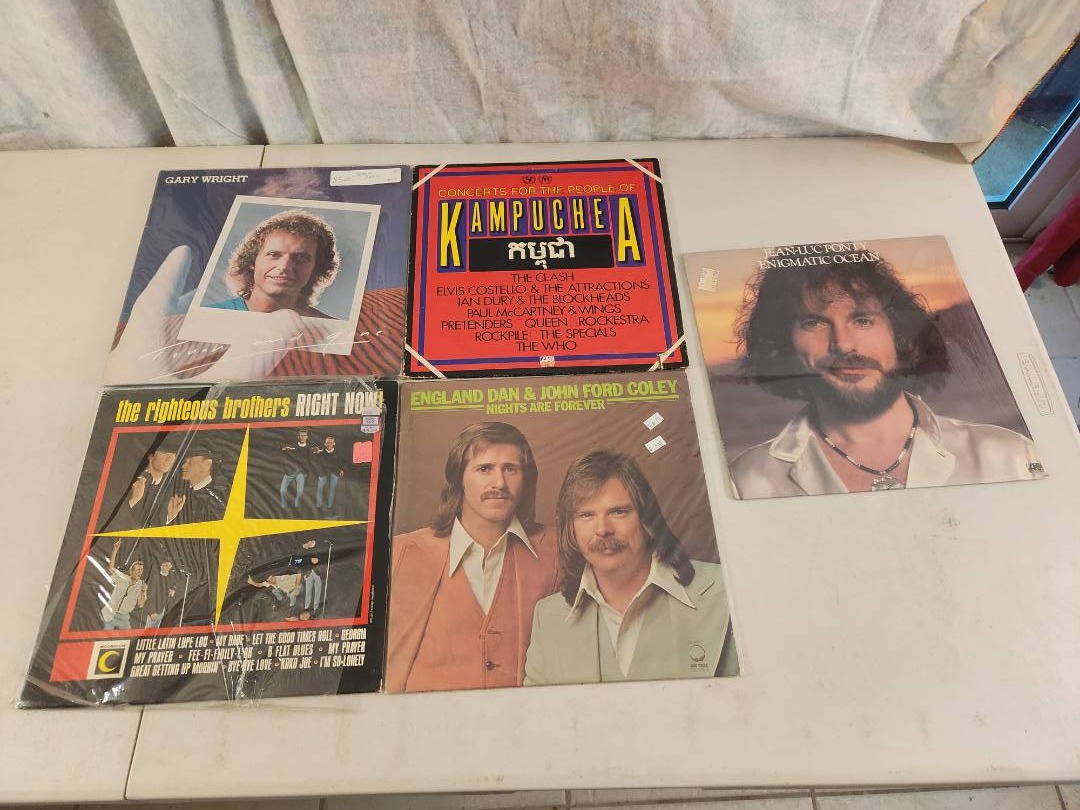 GARY WRIGHT
CONCERTS FOR THE PEOPLE OF
KAMPUCHEA
កម្ពុជា
THE CLASH
ELVIS COSTELLO & THE ATTRACTIONS
IAN DURY & THE BLOCKHEADS
PAUL McCARTNEY & WINGS
PRETENDERS QUEEN ROCKESTRA
ROCKPILE THE SPECIALS
THE WHO
JEAN-LUC PONTY
ENIGMATIC OCEAN
the righteous brothers RIGHT NOW!
LITTLE LATIN LUPE LU • MY BABE • LET THE GOOD TIMES ROLL • GEORGIA
MY PRAYER • FEE-FI-FIDILY-I-OH • B FLAT BLUES • MY PRAYER
GREAT GETTING UP MORNIN' • BYE BYE LOVE • KOKO JOE • I'M SO LONELY
ENGLAND DAN & JOHN FORD COLEY
NIGHTS ARE FOREVER
BIG TREE